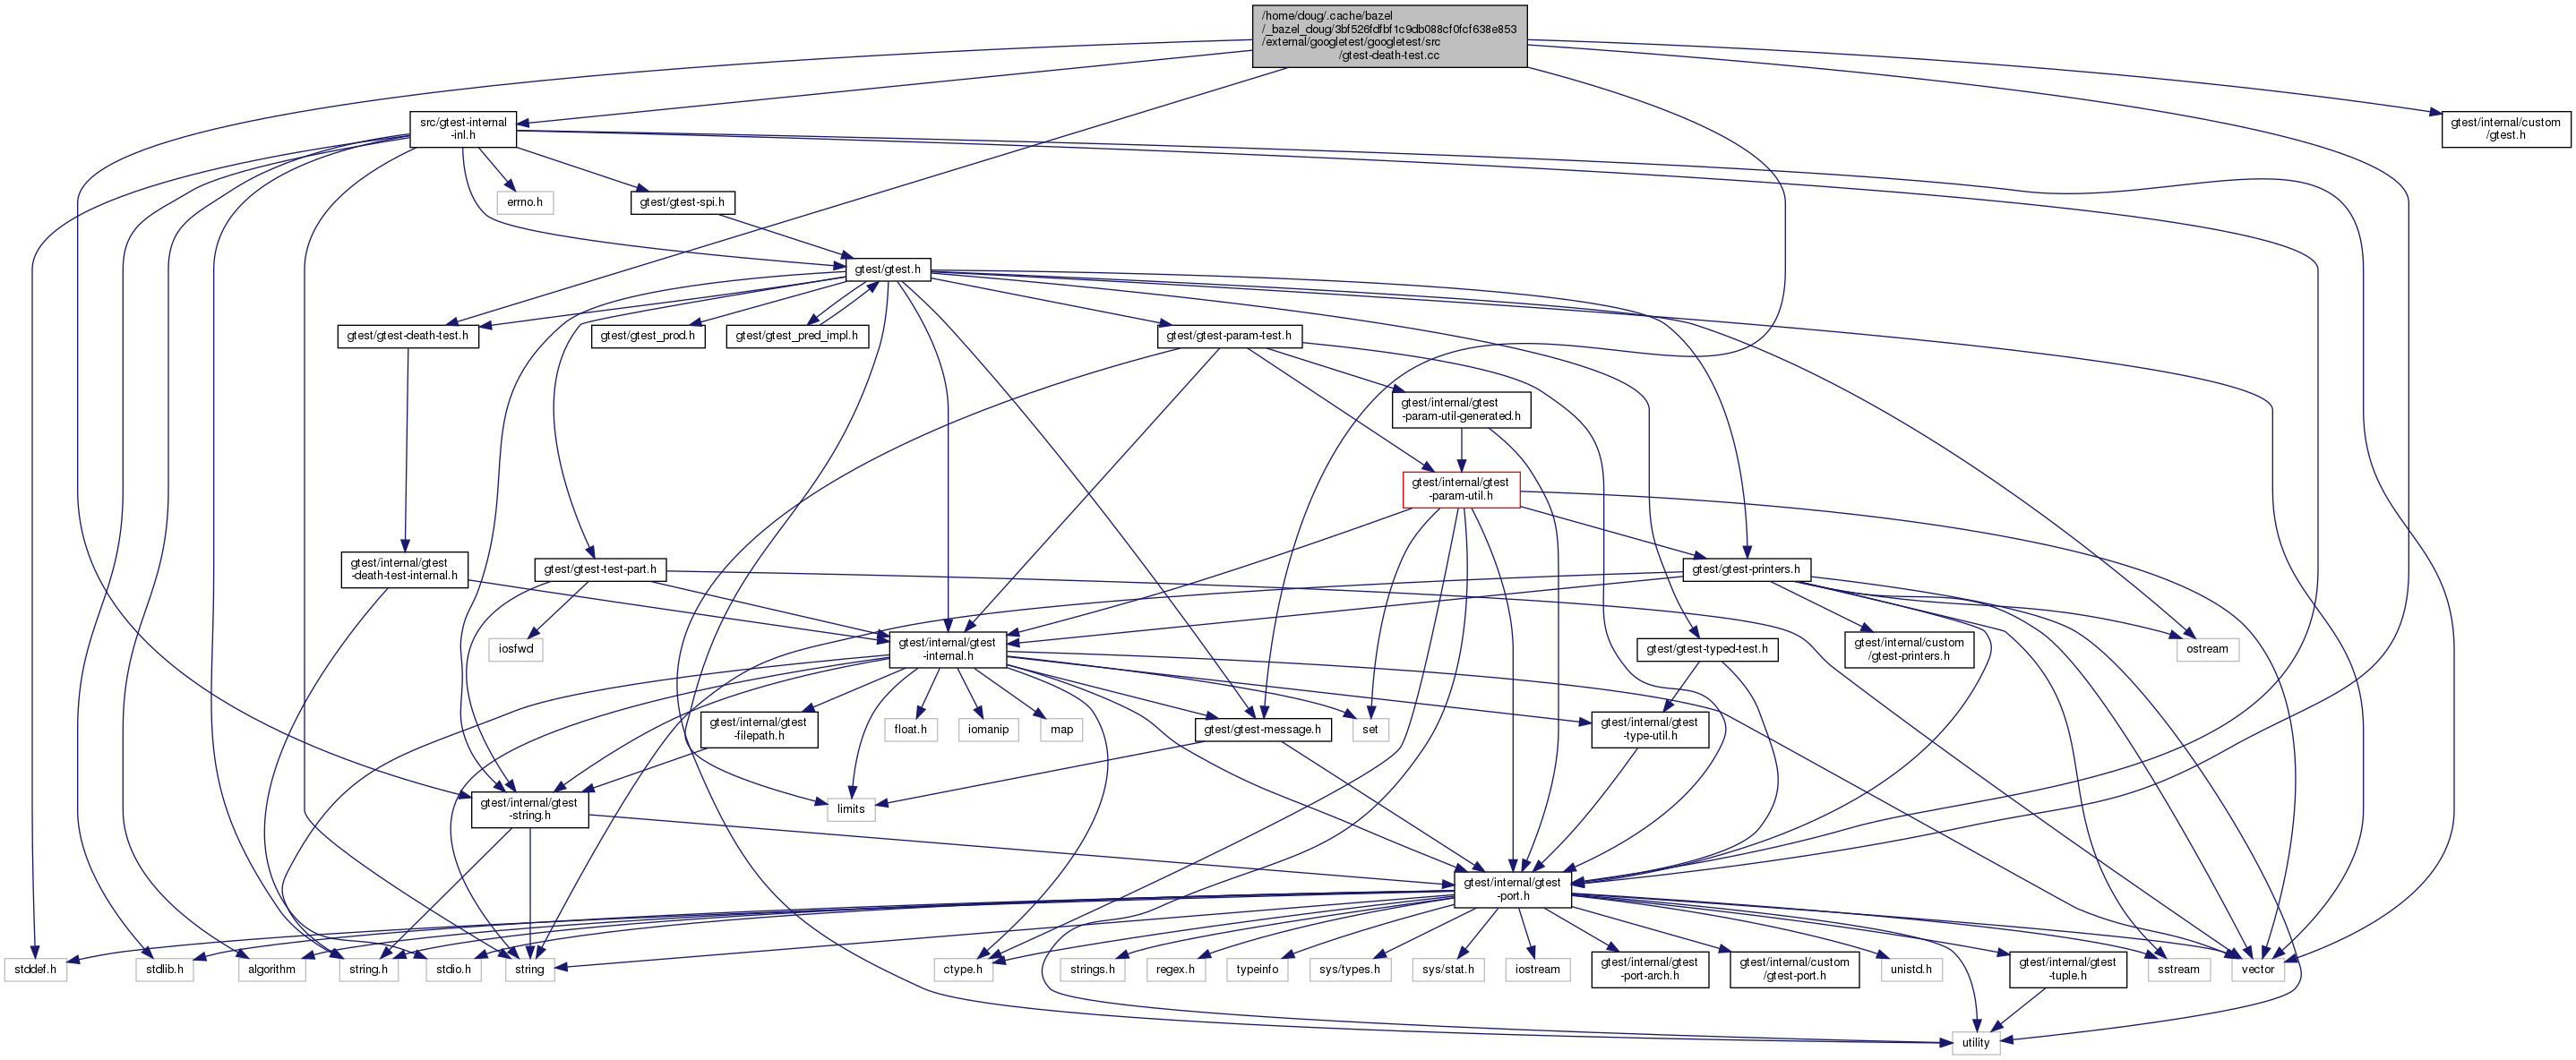 /home/doug/.cache/bazel
/_bazel_doug/3bf526fdfbf1c9db088cf0fcf638e853
/external/googletest/googletest/src
/gtest-death-test.cc
src/gtest-internal
-inl.h
gtest/internal/custom
/gtest.h
errno.h
gtest/gtest-spi.h
gtest/gtest.h
gtest/gtest-death-test.h
gtest/gtest_prod.h
gtest/gtest_pred_impl.h
gtest/gtest-param-test.h
gtest/internal/gtest
-param-util-generated.h
gtest/internal/gtest
-param-util.h
gtest/internal/gtest
-death-test-internal.h
gtest/gtest-test-part.h
gtest/gtest-printers.h
iosfwd
gtest/internal/gtest
-internal.h
gtest/gtest-typed-test.h
gtest/internal/custom
/gtest-printers.h
ostream
gtest/internal/gtest
-filepath.h
float.h
iomanip
map
gtest/gtest-message.h
set
gtest/internal/gtest
-type-util.h
gtest/internal/gtest
-string.h
limits
gtest/internal/gtest
-port.h
stddef.h
stdlib.h
algorithm
string.h
stdio.h
string
ctype.h
strings.h
regex.h
typeinfo
sys/types.h
sys/stat.h
iostream
gtest/internal/gtest
-port-arch.h
gtest/internal/custom
/gtest-port.h
unistd.h
gtest/internal/gtest
-tuple.h
sstream
vector
utility